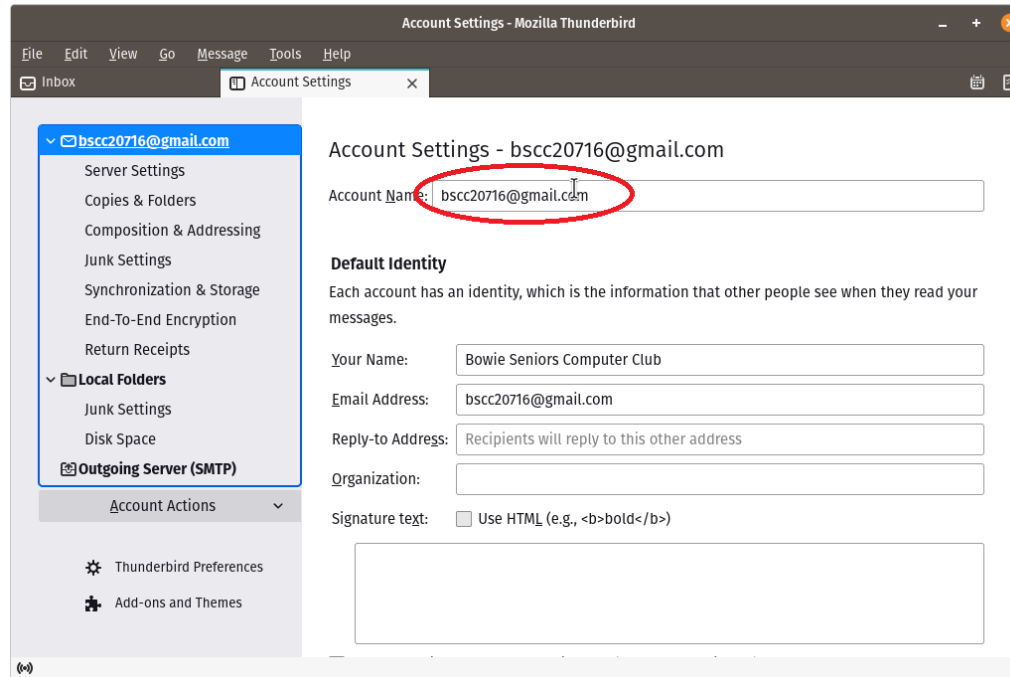 Account Settings - Mozilla Thunderbird
File Edit View Go Message Tools Help
Inbox Account Settings
bscc20716@gmail.com
Server Settings
Copies & Folders
Composition & Addressing
Junk Settings
Synchronization & Storage
End-To-End Encryption
Return Receipts
Local Folders
Junk Settings
Disk Space
Outgoing Server (SMTP)
Account Actions
Thunderbird Preferences
Add-ons and Themes
Account Settings - bscc20716@gmail.com
Account Name: bscc20716@gmail.com
Default Identity
Each account has an identity, which is the information that other people see when they read your
messages.
Your Name: Bowie Seniors Computer Club
Email Address: bscc20716@gmail.com
Reply-to Address: Recipients will reply to this other address
Organization:
Signature text: Use HTML (e.g., <b>bold</b>)